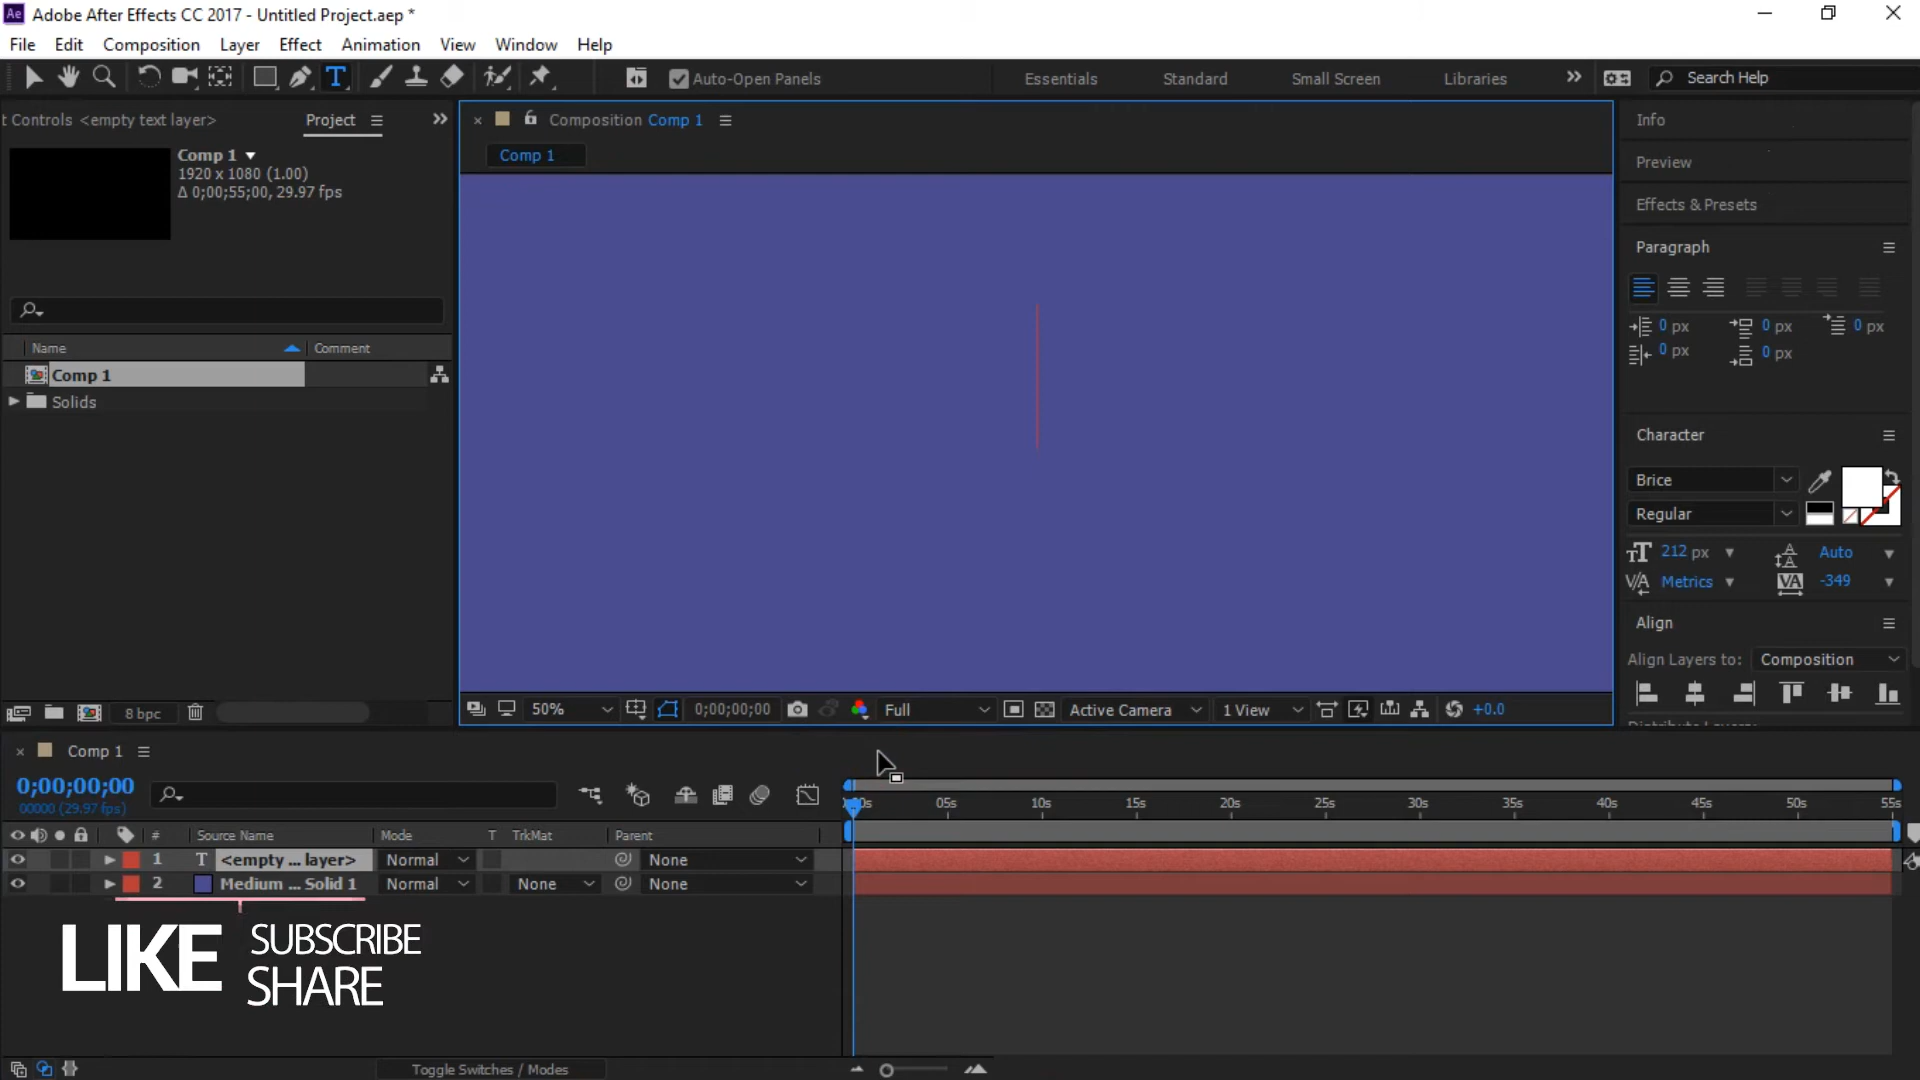 Ae Adobe After Effects CC 2017 - Untitled Project.aep *
File Edit Composition Layer Effect Animation View Window Help
T Auto-Open Panels Essentials Standard Small Screen Libraries Search Help
t Controls <empty text layer> Project
Comp 1
1920 x 1080 (1.00)
Δ 0;00;55;00, 29.97 fps
Name Comment
Comp 1
Solids
8 bpc
Composition Comp 1
Comp 1
50% 0;00;00;00 Full Active Camera 1 View +0.0
Info
Preview
Effects & Presets
Paragraph
0 px 0 px 0 px
0 px 0 px
Character
Brice
Regular
212 px Auto
Metrics -349
Align
Align Layers to: Composition
Comp 1
0;00;00;00
00000 (29.97 fps)
05s 10s 15s 20s 25s 30s 35s 40s 45s 50s 55s
# Source Name Mode T TrkMat Parent
1 T <empty ... layer> Normal None
2 Medium ... Solid 1 Normal None None
LIKE SUBSCRIBE
SHARE
Toggle Switches / Modes